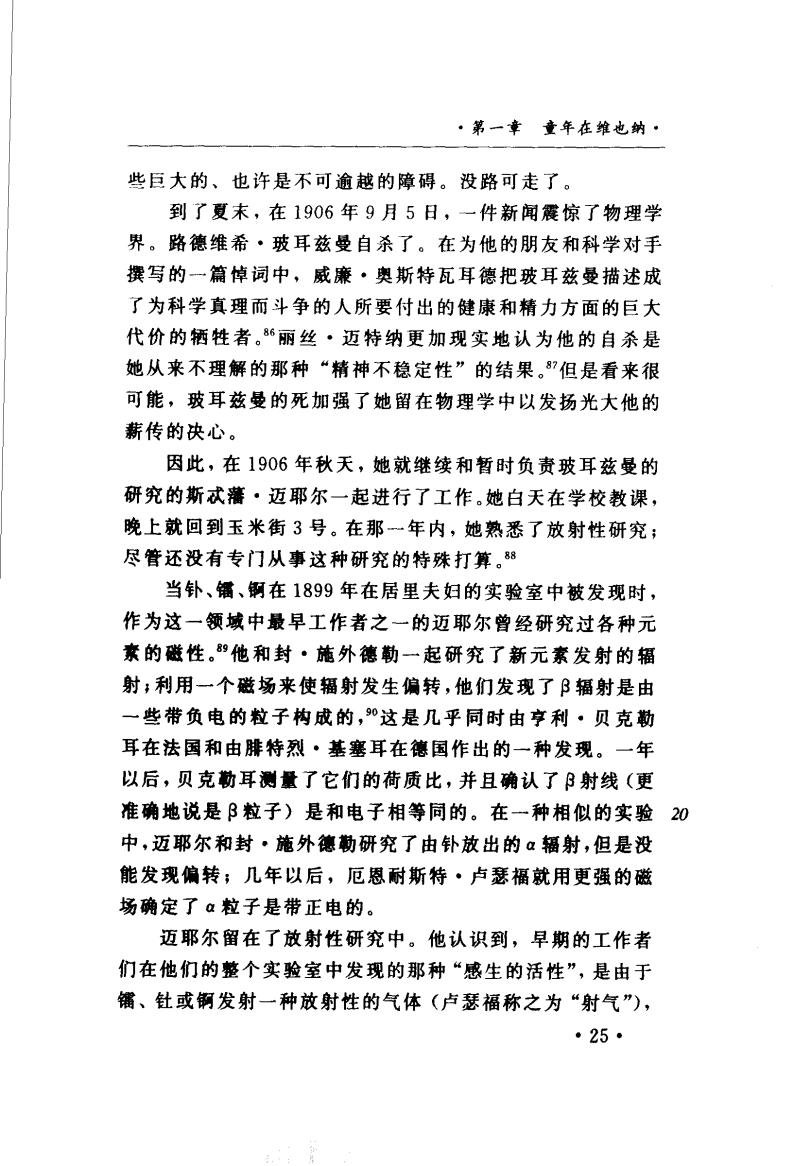 ·第一章 童年在维也纳·
些巨大的、也许是不可逾越的障碍。没路可走了。
到了夏末，在 1906 年 9 月 5 日，一件新闻震惊了物理学
界。路德维希·玻耳兹曼自杀了。在为他的朋友和科学对手
撰写的一篇悼词中，威廉·奥斯特瓦耳德把玻耳兹曼描述成
了为科学真理而斗争的人所要付出的健康和精力方面的巨大
代价的牺牲者。⁸⁶丽丝·迈特纳更加现实地认为他的自杀是
她从来不理解的那种“精神不稳定性”的结果。⁸⁷但是看来很
可能，玻耳兹曼的死加强了她留在物理学中以发扬光大他的
薪传的决心。
因此，在 1906 年秋天，她就继续和暂时负责玻耳兹曼的
研究的斯忒藩·迈耶尔一起进行了工作。她白天在学校教课，
晚上就回到玉米街 3 号。在那一年内，她熟悉了放射性研究；
尽管还没有专门从事这种研究的特殊打算。⁸⁸
当钋、镭、锕在 1899 年在居里夫妇的实验室中被发现时，
作为这一领域中最早工作者之一的迈耶尔曾经研究过各种元
素的磁性。⁸⁹他和封·施外德勒一起研究了新元素发射的辐
射；利用一个磁场来使辐射发生偏转，他们发现了β辐射是由
一些带负电的粒子构成的，⁹⁰这是几乎同时由亨利·贝克勒
耳在法国和由腓特烈·基塞耳在德国作出的一种发现。一年
以后，贝克勒耳测量了它们的荷质比，并且确认了β射线（更
准确地说是β粒子）是和电子相等同的。在一种相似的实验 20
中，迈耶尔和封·施外德勒研究了由钋放出的α辐射，但是没
能发现偏转；几年以后，厄恩耐斯特·卢瑟福就用更强的磁
场确定了α粒子是带正电的。
迈耶尔留在了放射性研究中。他认识到，早期的工作者
们在他们的整个实验室中发现的那种“感生的活性”，是由于
镭、钍或锕发射一种放射性的气体（卢瑟福称之为“射气”），
·25·